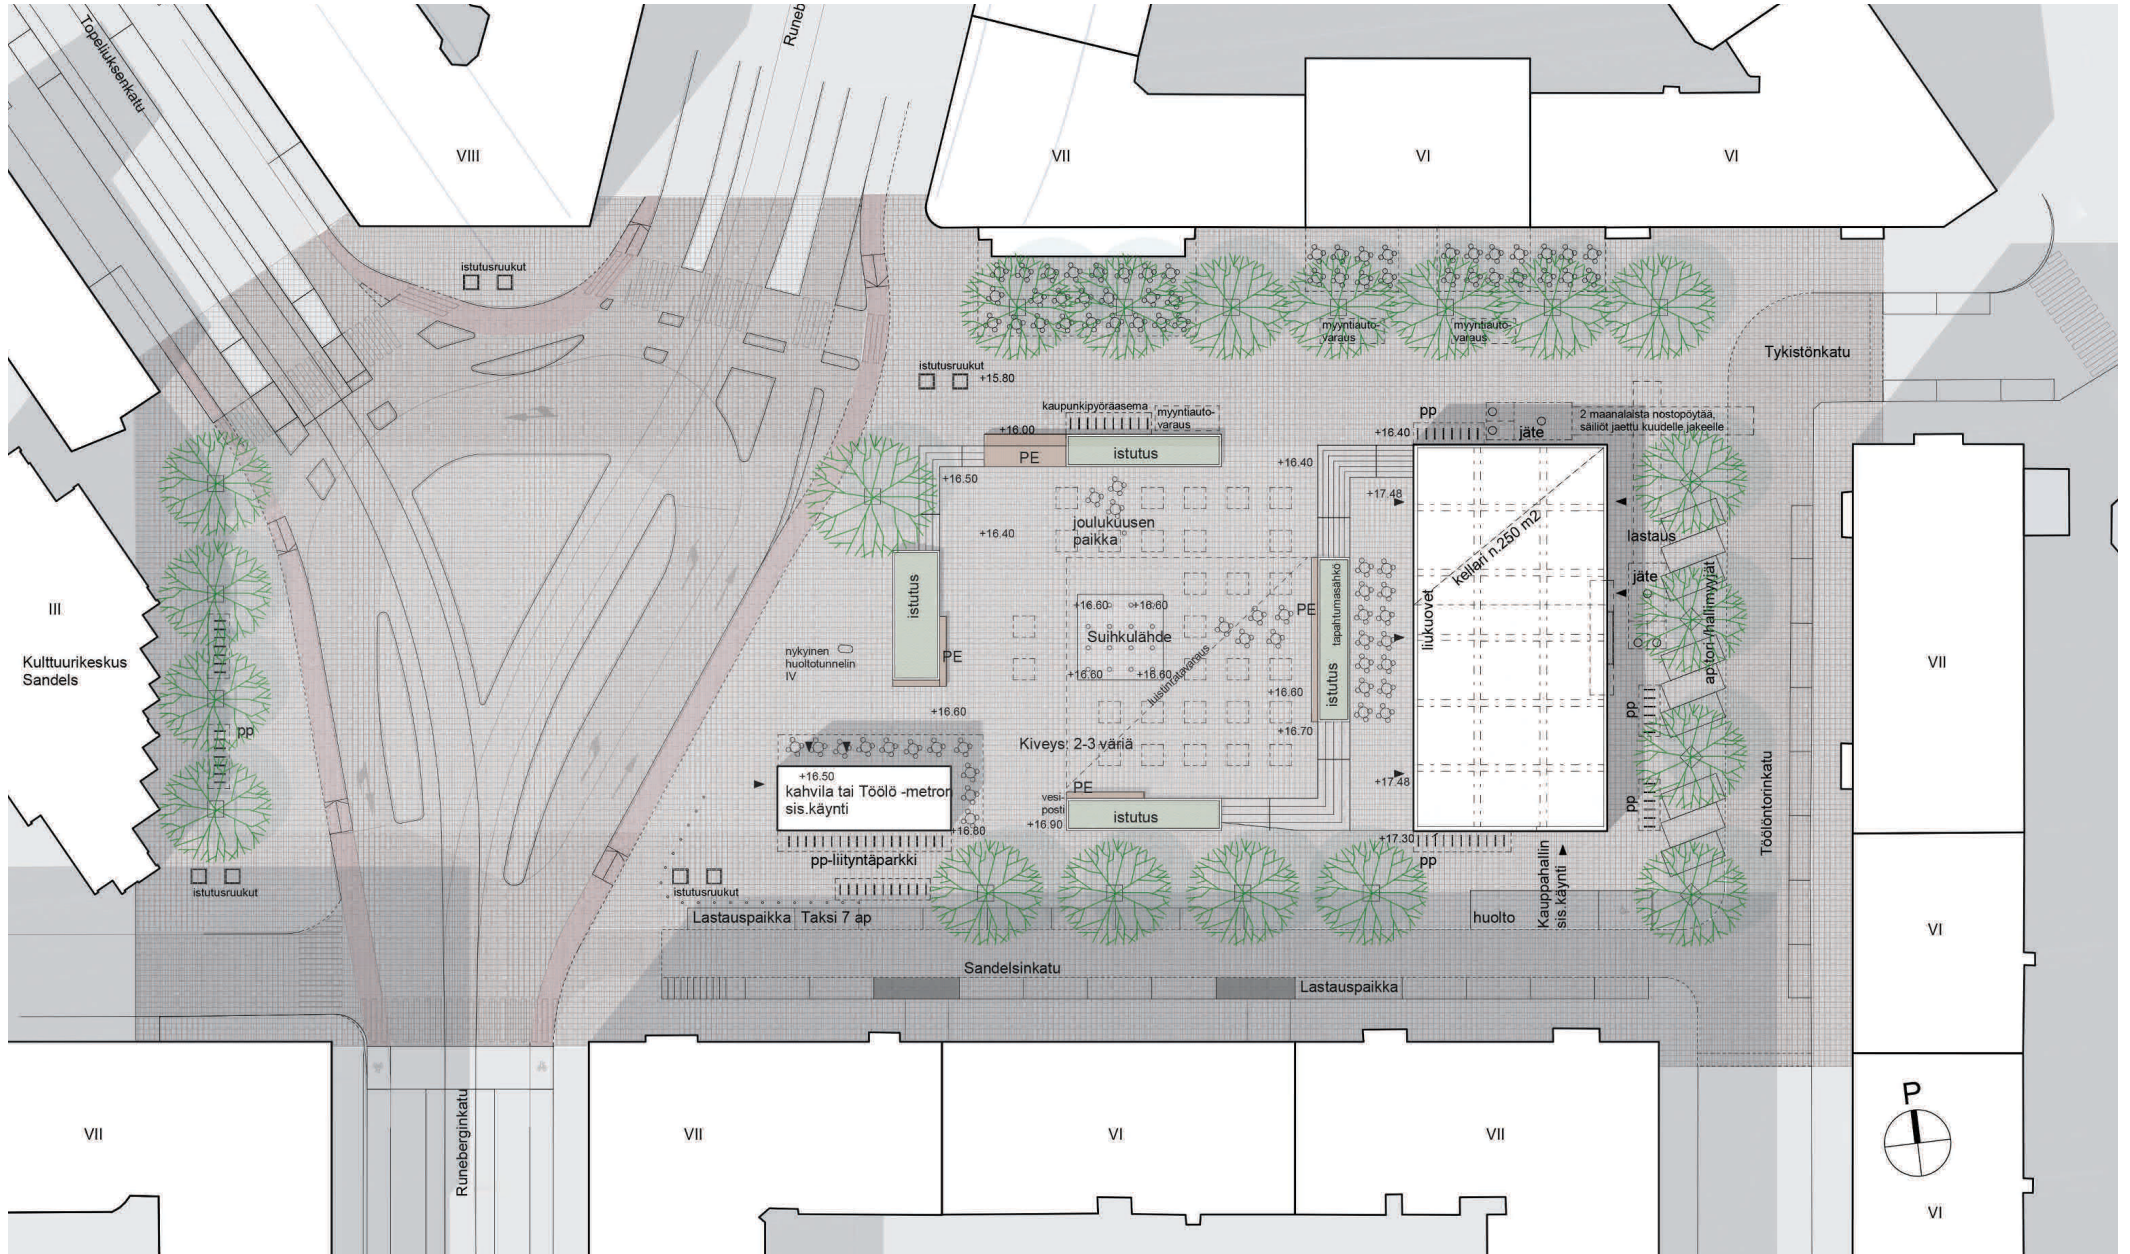 Topeliuksenkatu
Runeb
VIII
VII
VI
VI
istutusruukut
myyntiauto-
varaus
myyntiauto-
varaus
Tykistönkatu
istutusruukut
+15.80
kaupunkipyöräasema
myyntiauto-
varaus
+16.00
PE
istutus
pp
+16.40
jäte
2 maanalaista nostopöytää,
säiliöt jaettu kuudelle jakeelle
+16.50
+16.40
+17.48
joulukuusen
paikka
+16.40
kellari n.250 m2
lastaus
jäte
istutus
PE
+16.60
+16.60
Suihkulähde
+16.60
+16.60
luistinratavaraus
PE
tapahtumasähkö
istutus
liukuovet
III
Kulttuurikeskus
Sandels
VII
nykyinen
huoltotunnelin
IV
+16.60
+16.60
+16.70
pp
pp
pp
Kiveys: 2-3 väriä
+16.50
kahvila tai Töölö -metron
sis.käynti
+16.80
PE
vesi-
posti
+16.90
istutus
+17.48
+17.30
pp
Töölöntorinkatu
pp-liityntäparkki
istutusruukut
istutusruukut
Lastauspaikka
Taksi 7 ap
huolto
Kauppahallin
sis.käynti
VI
Sandelsinkatu
Lastauspaikka
Runeberginkatu
VII
VII
VI
VII
P
VI